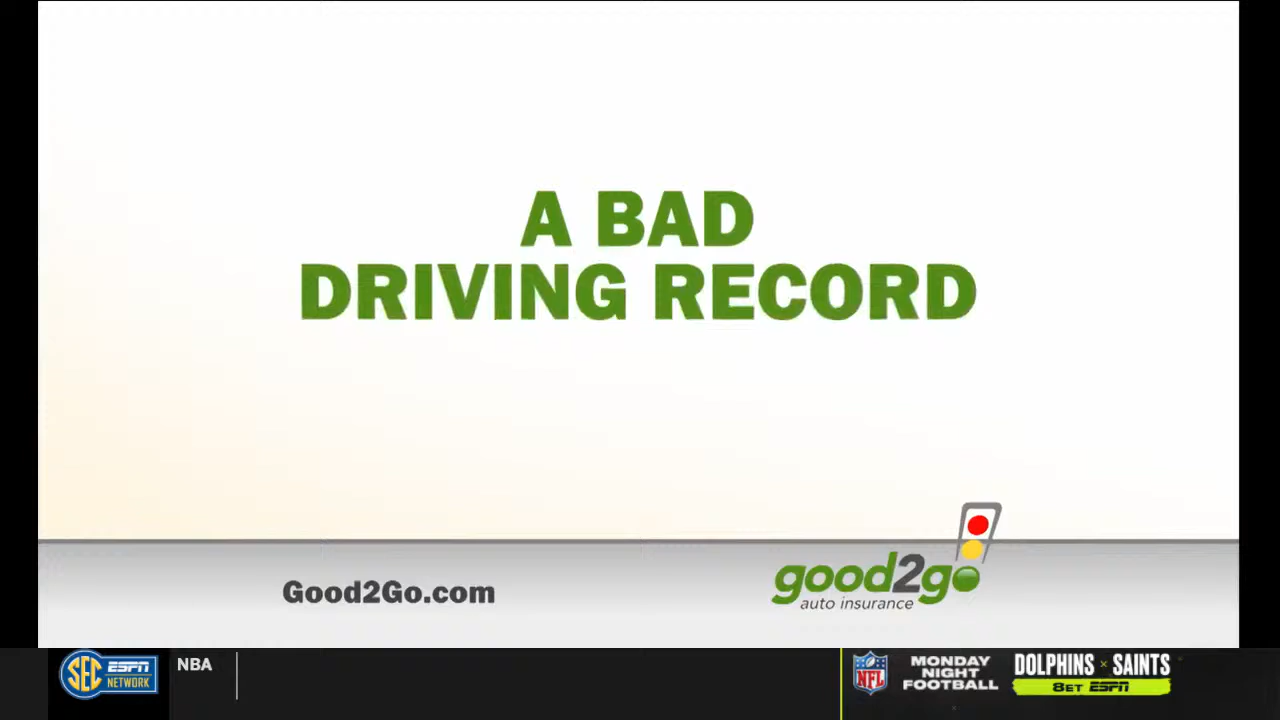 A BAD
DRIVING RECORD
Good2Go.com
good2go
auto insurance
SEC ESPN
NETWORK
NBA
NFL
MONDAY
NIGHT
FOOTBALL
DOLPHINS × SAINTS
8ET ESPN